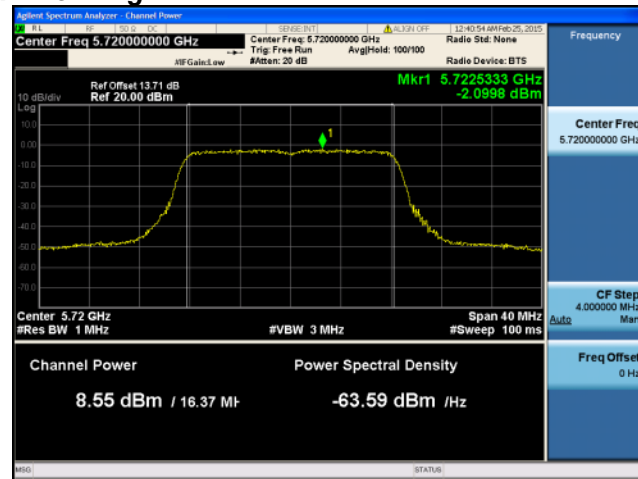 Agilent Spectrum Analyzer - Channel Power
RL RF 50 Ω DC SENSE:INT ALIGN OFF 12:40:54 AM Feb 25, 2015
Center Freq 5.720000000 GHz
Center Freq: 5.720000000 GHz
Radio Std: None
Trig: Free Run Avg|Hold: 100/100
#IFGain:Low #Atten: 20 dB Radio Device: BTS
Ref Offset 13.71 dB
Ref 20.00 dBm
Mkr1 5.7225333 GHz
-2.0998 dBm
10 dB/div
Log
10.0
0.00
-10.0
-20.0
-30.0
-40.0
-50.0
-60.0
-70.0
1
Center 5.72 GHz Span 40 MHz
#Res BW 1 MHz #VBW 3 MHz #Sweep 100 ms
Channel Power Power Spectral Density
8.55 dBm / 16.37 MH -63.59 dBm /Hz
MSG STATUS
Frequency
Center Freq
5.720000000 GHz
CF Step
4.000000 MHz
Auto Man
Freq Offset
0 Hz